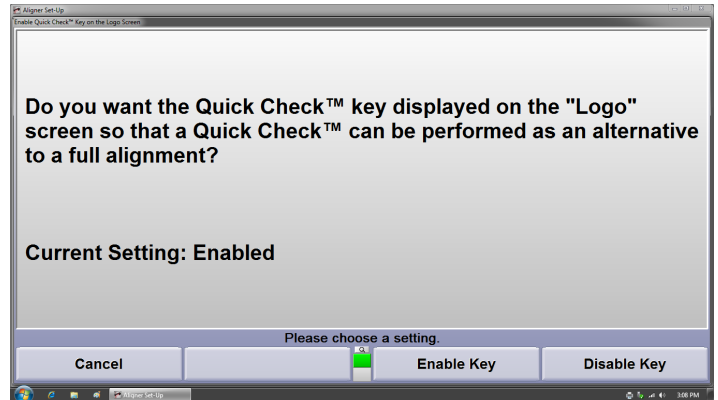 Aligner Set-Up
Enable Quick Check™ Key on the Logo Screen
Do you want the Quick Check™ key displayed on the "Logo"
screen so that a Quick Check™ can be performed as an alternative
to a full alignment?
Current Setting: Enabled
Please choose a setting.
Cancel
Enable Key
Disable Key
Aligner Set-Up
3:08 PM